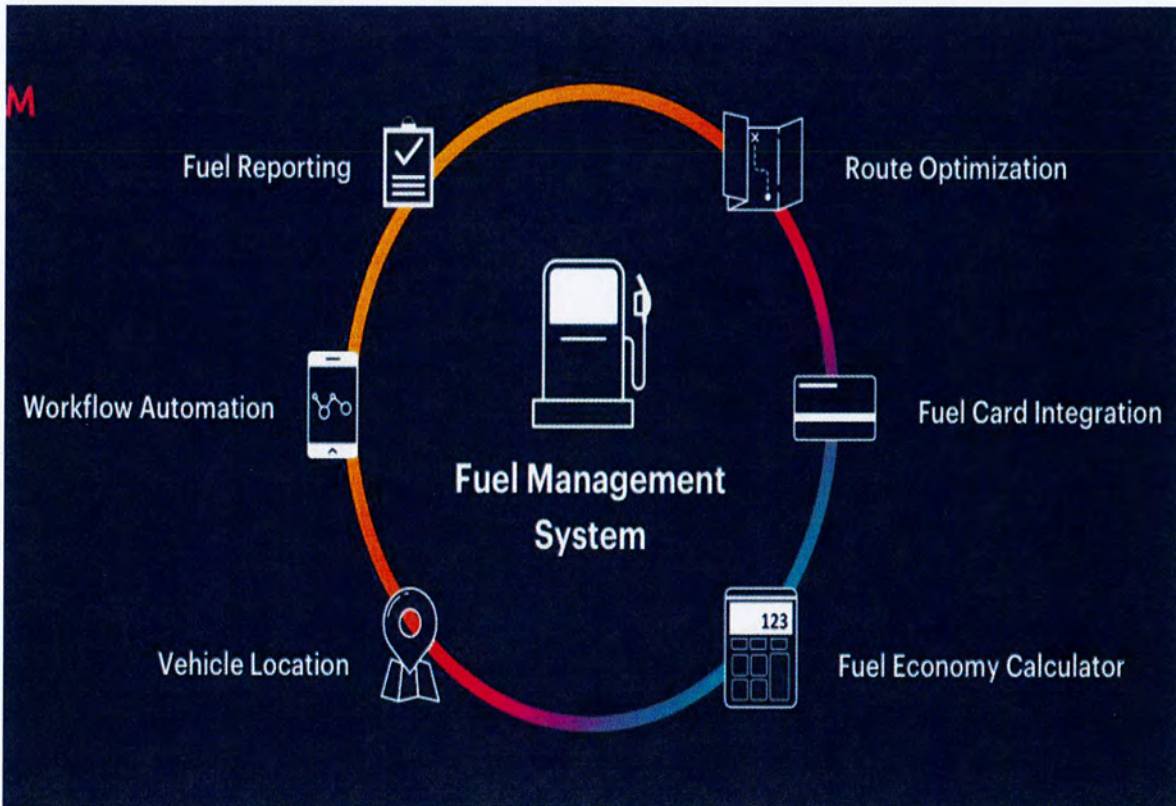 M
Fuel Reporting
Route Optimization
Workflow Automation
Fuel Card Integration
Fuel Management
System
123
Vehicle Location
Fuel Economy Calculator